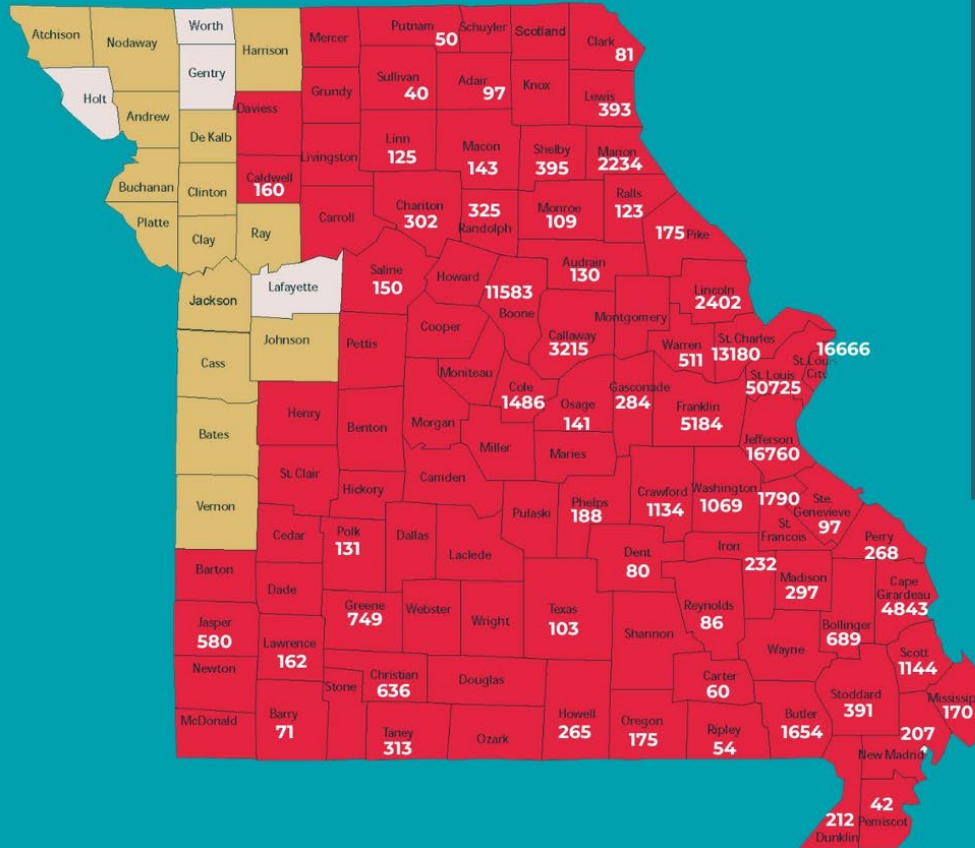 Atchison
Nodaway
Worth
Harrison
Mercer
Putnam
50
Schuyler
Scotland
Clark
81
Gentry
Holt
Andrew
De Kalb
Daviess
Grundy
Sullivan
40
Adair
97
Knox
Lewis
393
Buchanan
Clinton
Caldwell
160
Livingston
Linn
125
Macon
143
Shelby
395
Marion
2234
Platte
Clay
Ray
Carroll
Chariton
302
325
Randolph
Monroe
109
Ralls
123
175 Pike
Jackson
Lafayette
Saline
150
Howard
11583
Boone
Audrain
130
Callaway
3215
Montgomery
Lincoln
2402
Warren
511
St. Charles
13180
16666
St. Louis
City
St. Louis
50725
Cass
Johnson
Pettis
Cooper
Moniteau
Cole
1486
Osage
141
Gasconade
284
Franklin
5184
Jefferson
16760
Bates
Henry
Benton
Morgan
Miller
Maries
Vernon
St. Clair
Hickory
Camden
Pulaski
Phelps
188
Crawford
1134
Washington
1069
1790
St.
Francois
Ste.
Genevieve
97
Barton
Cedar
Polk
131
Dallas
Laclede
Dent
80
Iron
232
Madison
297
Perry
268
Cape
Girardeau
4843
Jasper
580
Dade
Greene
749
Webster
Wright
Texas
103
Shannon
Reynolds
86
Wayne
Bollinger
689
Scott
1144
Newton
Lawrence
162
Stone
Christian
636
Douglas
Carter
60
Stoddard
391
Mississip
170
McDonald
Barry
71
Taney
313
Ozark
Howell
265
Oregon
175
Ripley
54
Butler
1654
207
New Madrid
212
Dunklin
42
Pemiscot